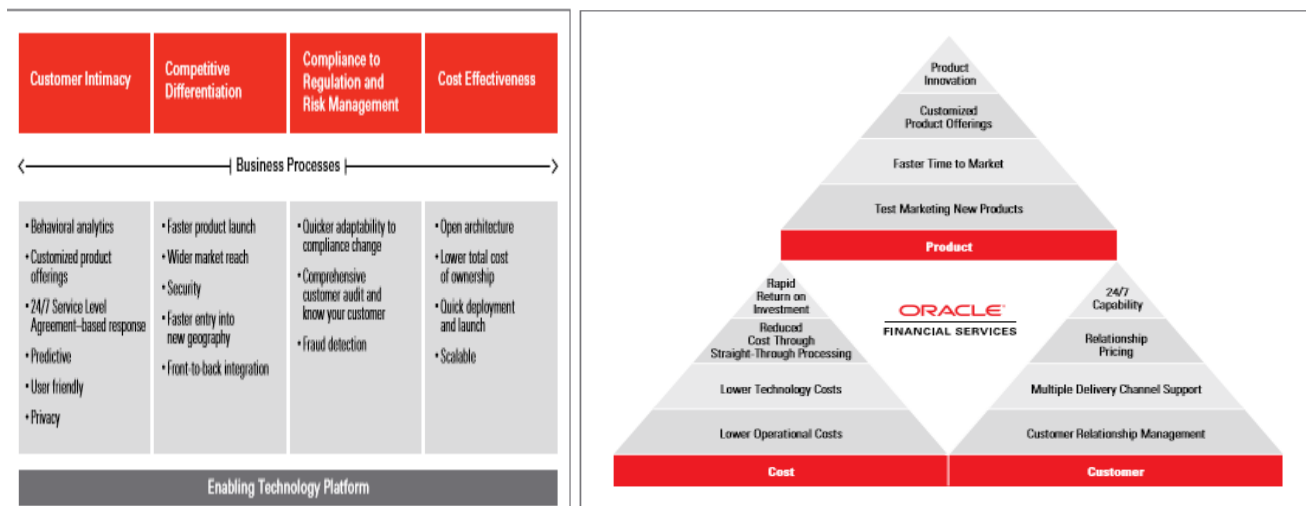 Customer Intimacy
Competitive
Differentiation
Compliance to
Regulation and
Risk Management
Cost Effectiveness
Business Processes
• Behavioral analytics
• Customized product
offerings
• 24/7 Service Level
Agreement–based response
• Predictive
• User friendly
• Privacy
• Faster product launch
• Wider market reach
• Security
• Faster entry into
new geography
• Front-to-back integration
• Quicker adaptability to
compliance change
• Comprehensive
customer audit and
know your customer
• Fraud detection
• Open architecture
• Lower total cost
of ownership
• Quick deployment
and launch
• Scalable
Enabling Technology Platform
Product
Innovation
Customized
Product Offerings
Faster Time to Market
Test Marketing New Products
Product
Rapid
Return on
Investment
Reduced
Cost Through
Straight-Through Processing
Lower Technology Costs
Lower Operational Costs
Cost
ORACLE
FINANCIAL SERVICES
24/7
Capability
Relationship
Pricing
Multiple Delivery Channel Support
Customer Relationship Management
Customer